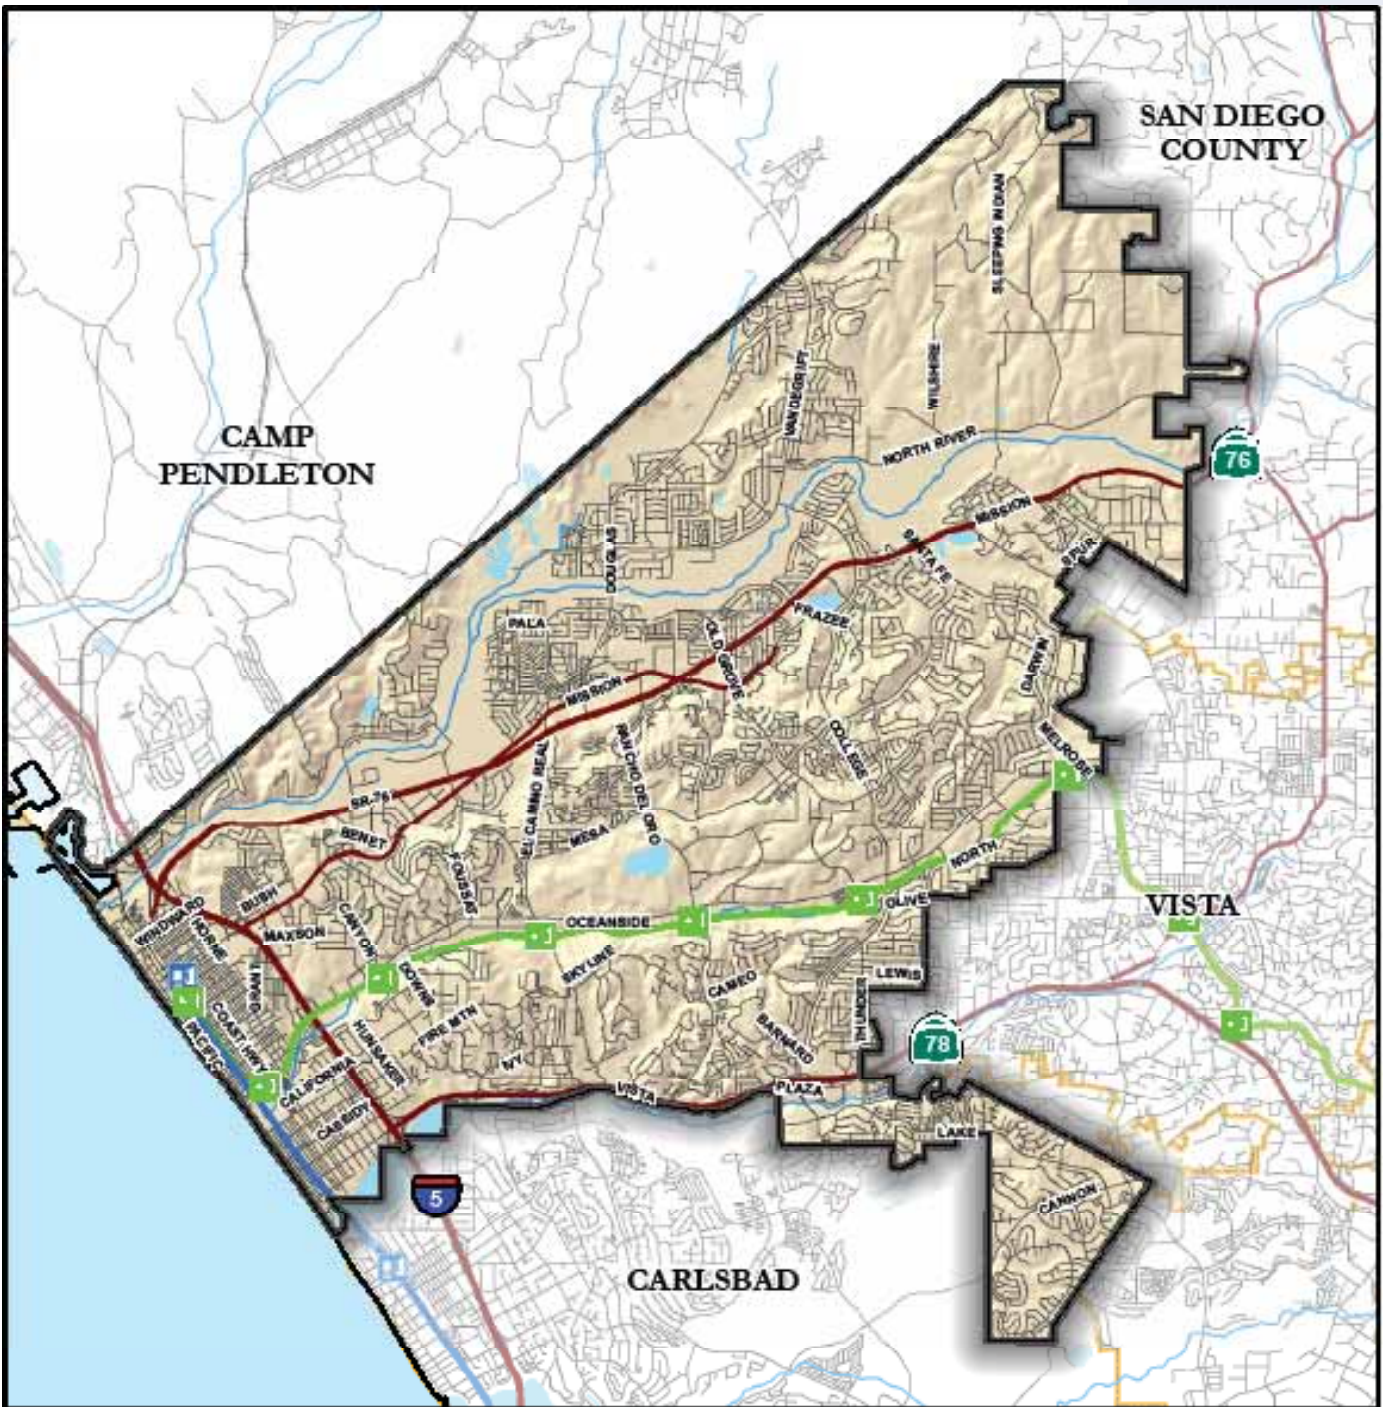 SAN DIEGO
COUNTY
SLEEPING INDIAN
WILSHIRE
VANDEGRIFT
CAMP
PENDLETON
NORTH RIVER
76
MISSION
SANTA FE
SPUR
DOUGLAS
PALA
FRAZEE
OLD GROVE
DARWIN
MISSION
RANCHO DEL ORO
COLLEGE
MELROSE
EL CAMINO REAL
SR-76
BENET
MESA
FOUSSAT
NORTH
OLIVE
BUSH
WINDWARD
HORNE
MAXSON
CANYON
OCEANSIDE
VISTA
DOWNS
SKYLINE
CAMEO
LEWIS
GRANT
THUNDER
COAST HWY
PACIFIC
FIRE MTN
HUNSAKER
BARNARD
78
CALIFORNIA
IVY
CASSIDY
VISTA
PLAZA
LAKE
5
CANNON
CARLSBAD